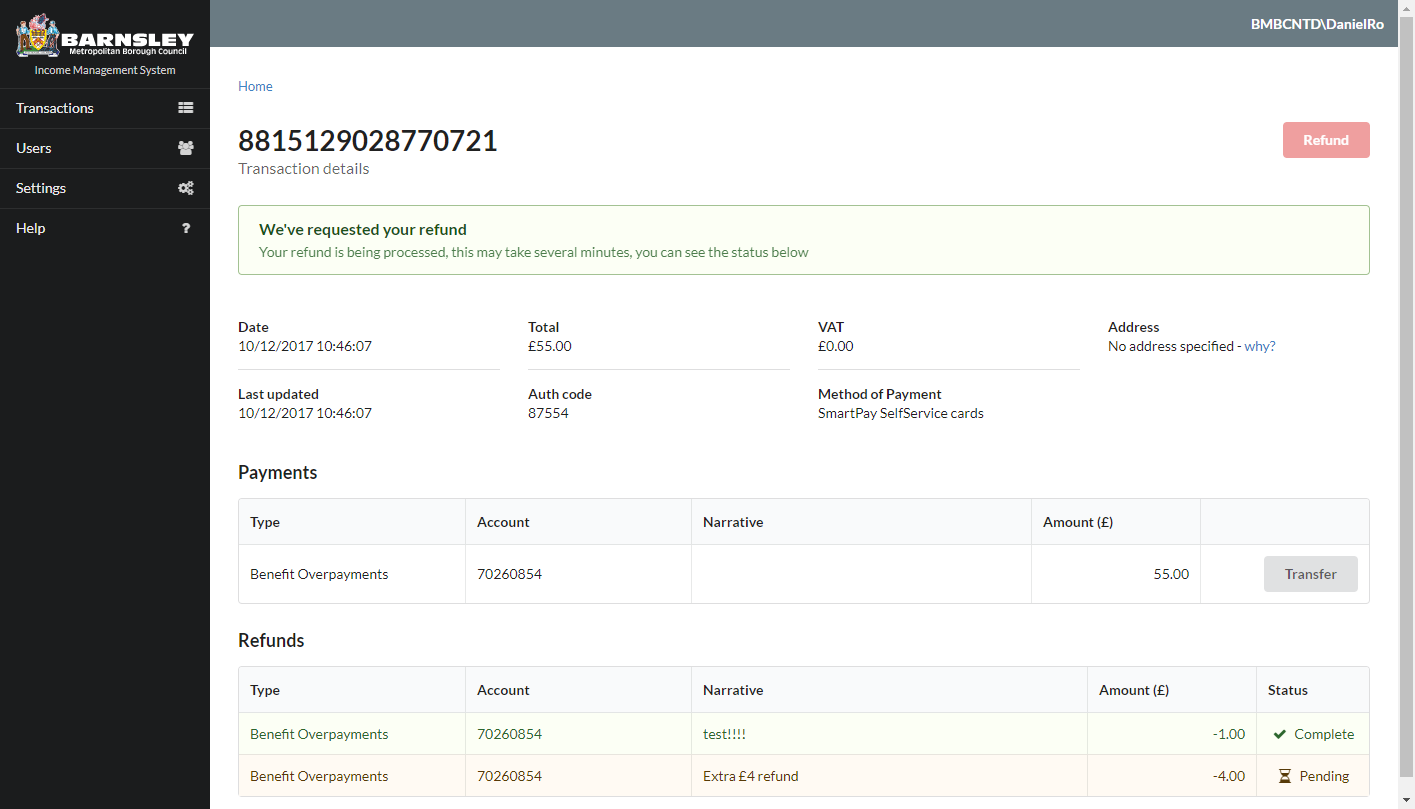 BARNSLEY
Metropolitan Borough Council
Income Management System
Transactions
Users
Settings
Help
?
BMBCNTD\DanielRo
Home
8815129028770721
Transaction details
Refund
We've requested your refund
Your refund is being processed, this may take several minutes, you can see the status below
Date
10/12/2017 10:46:07
Total
£55.00
VAT
£0.00
Address
No address specified - why?
Last updated
10/12/2017 10:46:07
Auth code
87554
Method of Payment
SmartPay SelfService cards
Payments
Type Account Narrative Amount (£)
Benefit Overpayments 70260854 55.00 Transfer
Refunds
Type Account Narrative Amount (£) Status
Benefit Overpayments 70260854 test!!!! -1.00 Complete
Benefit Overpayments 70260854 Extra £4 refund -4.00 Pending